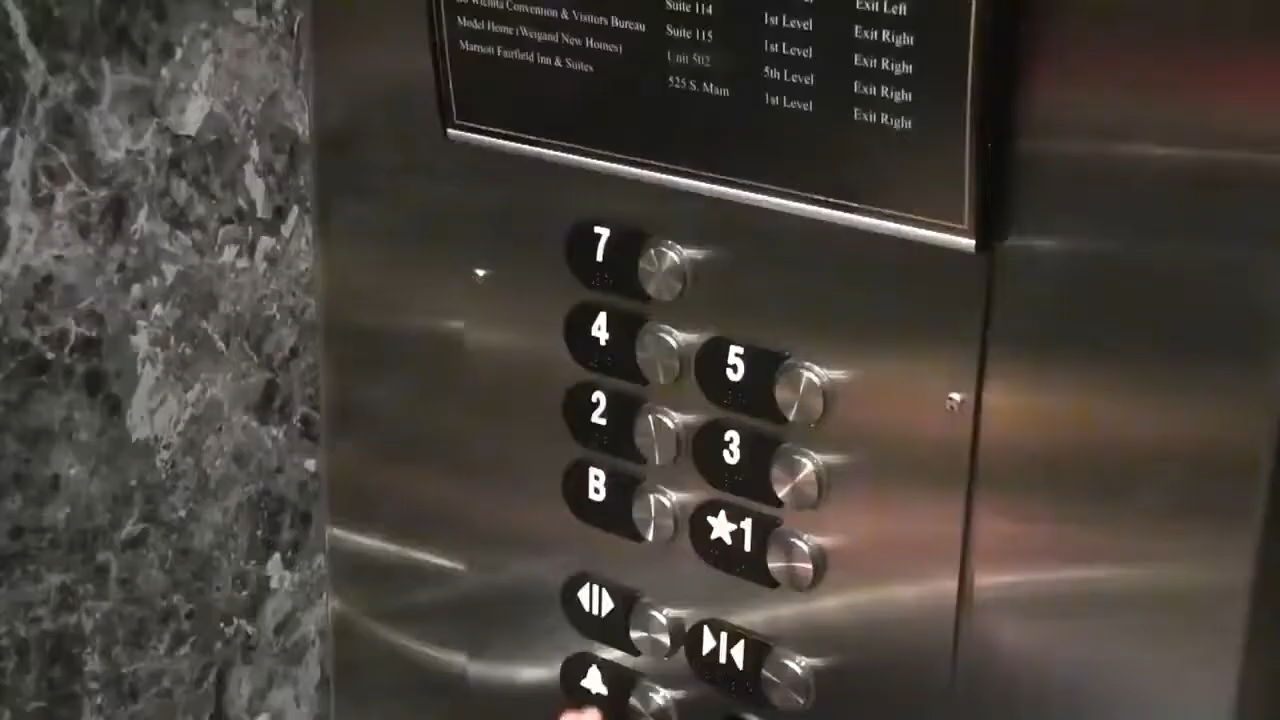 Exit Left
Suite 114 1st Level Exit Right
Wichita Convention & Visitors Bureau Suite 115 1st Level Exit Right
Model Home (Weigand New Homes) Unit 502 5th Level Exit Right
Marriott Fairfield Inn & Suites 525 S. Main 1st Level Exit Right
7
4 5
2 3
B ★1